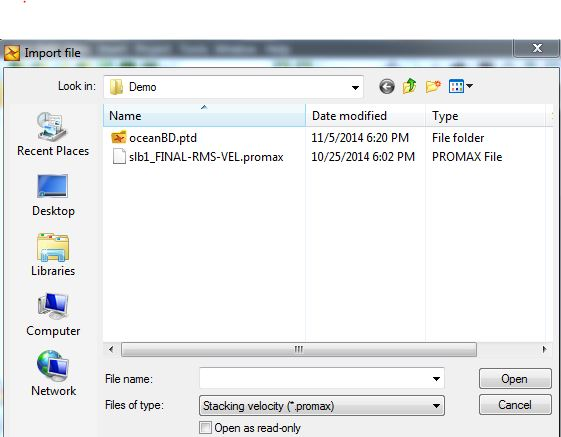 Import file
Look in: Demo
Name Date modified Type
oceanBD.ptd 11/5/2014 6:20 PM File folder
slb1_FINAL-RMS-VEL.promax 10/25/2014 6:02 PM PROMAX File
Recent Places
Desktop
Libraries
Computer
Network
File name: Open
Files of type: Stacking velocity (*.promax) Cancel
Open as read-only